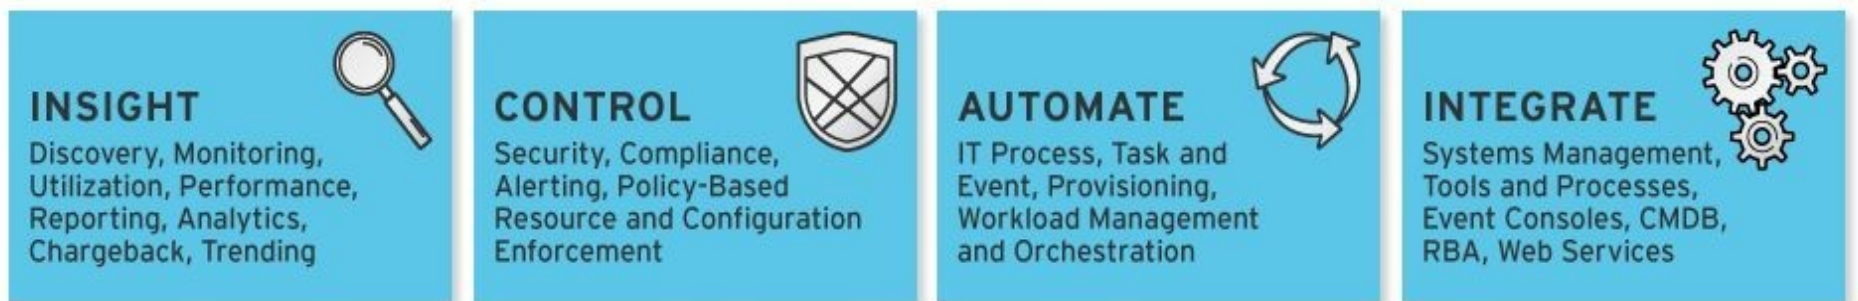 INSIGHT
Discovery, Monitoring,
Utilization, Performance,
Reporting, Analytics,
Chargeback, Trending
CONTROL
Security, Compliance,
Alerting, Policy-Based
Resource and Configuration
Enforcement
AUTOMATE
IT Process, Task and
Event, Provisioning,
Workload Management
and Orchestration
INTEGRATE
Systems Management,
Tools and Processes,
Event Consoles, CMDB,
RBA, Web Services